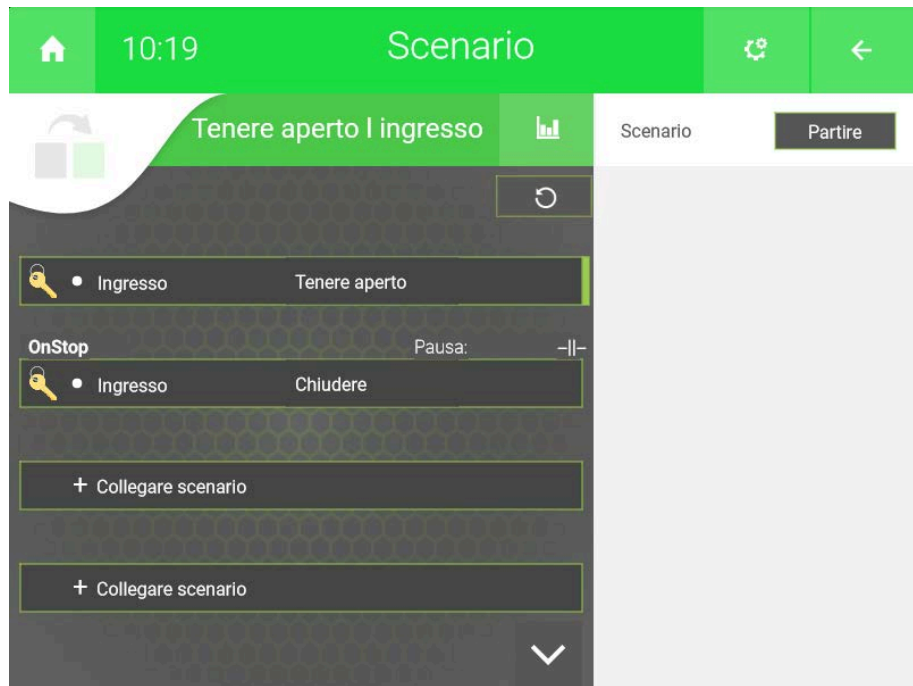 10:19 Scenario
Tenere aperto l ingresso
Scenario Partire
Ingresso Tenere aperto
OnStop Pausa: -||-
Ingresso Chiudere
+ Collegare scenario
+ Collegare scenario